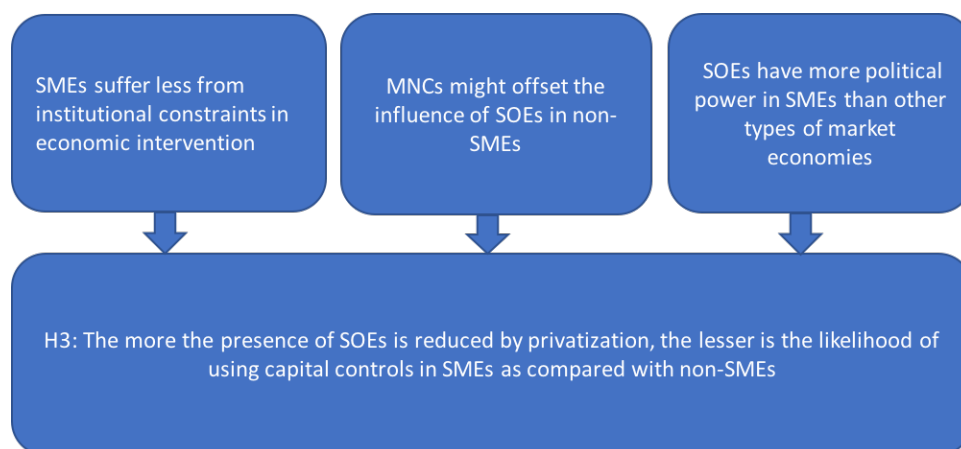 SMEs suffer less from
institutional constraints in
economic intervention
MNCs might offset the
influence of SOEs in non-
SMEs
SOEs have more political
power in SMEs than other
types of market
economies
H3: The more the presence of SOEs is reduced by privatization, the lesser is the likelihood of
using capital controls in SMEs as compared with non-SMEs